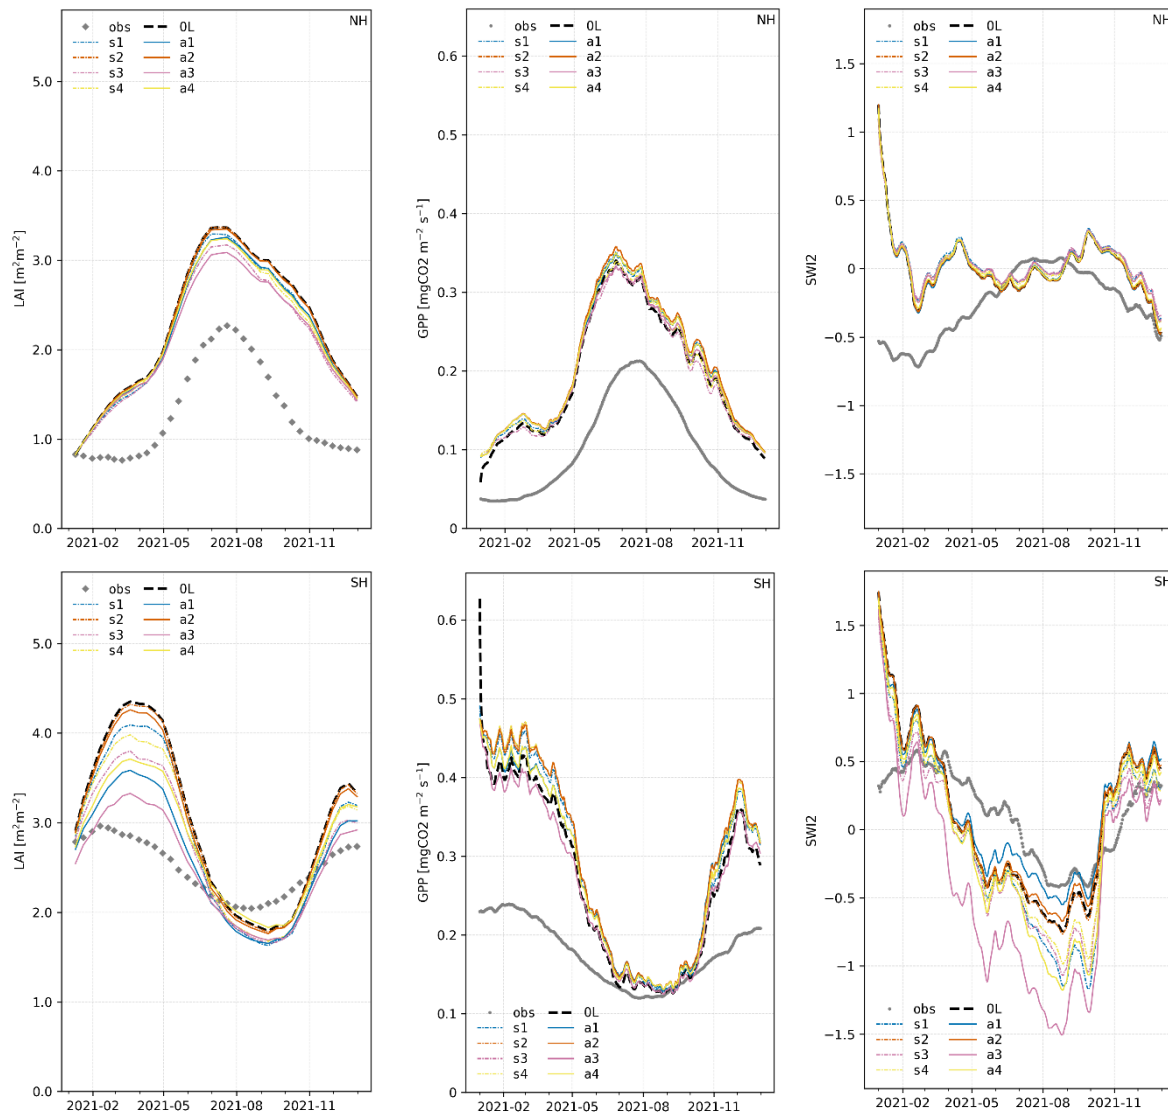 NH
obs OL
s1 a1
s2 a2
s3 a3
s4 a4
5.0
4.0
3.0
2.0
1.0
0.0
LAI [m²m⁻²]
2021-02 2021-05 2021-08 2021-11
NH
obs OL
s1 a1
s2 a2
s3 a3
s4 a4
0.6
0.5
0.4
0.3
0.2
0.1
0
GPP [mgCO2 m⁻² s⁻¹]
2021-02 2021-05 2021-08 2021-11
NH
obs OL
s1 a1
s2 a2
s3 a3
s4 a4
1.5
1
0.5
0
−0.5
−1
−1.5
SWI2
2021-02 2021-05 2021-08 2021-11
SH
obs OL
s1 a1
s2 a2
s3 a3
s4 a4
5.0
4.0
3.0
2.0
1.0
0.0
LAI [m²m⁻²]
2021-02 2021-05 2021-08 2021-11
SH
0.6
0.5
0.4
0.3
0.2
0.1
0
GPP [mgCO2 m⁻² s⁻¹]
obs OL
s1 a1
s2 a2
s3 a3
s4 a4
2021-02 2021-05 2021-08 2021-11
SH
1.5
1
0.5
0
−0.5
−1
−1.5
SWI2
obs OL
s1 a1
s2 a2
s3 a3
s4 a4
2021-02 2021-05 2021-08 2021-11